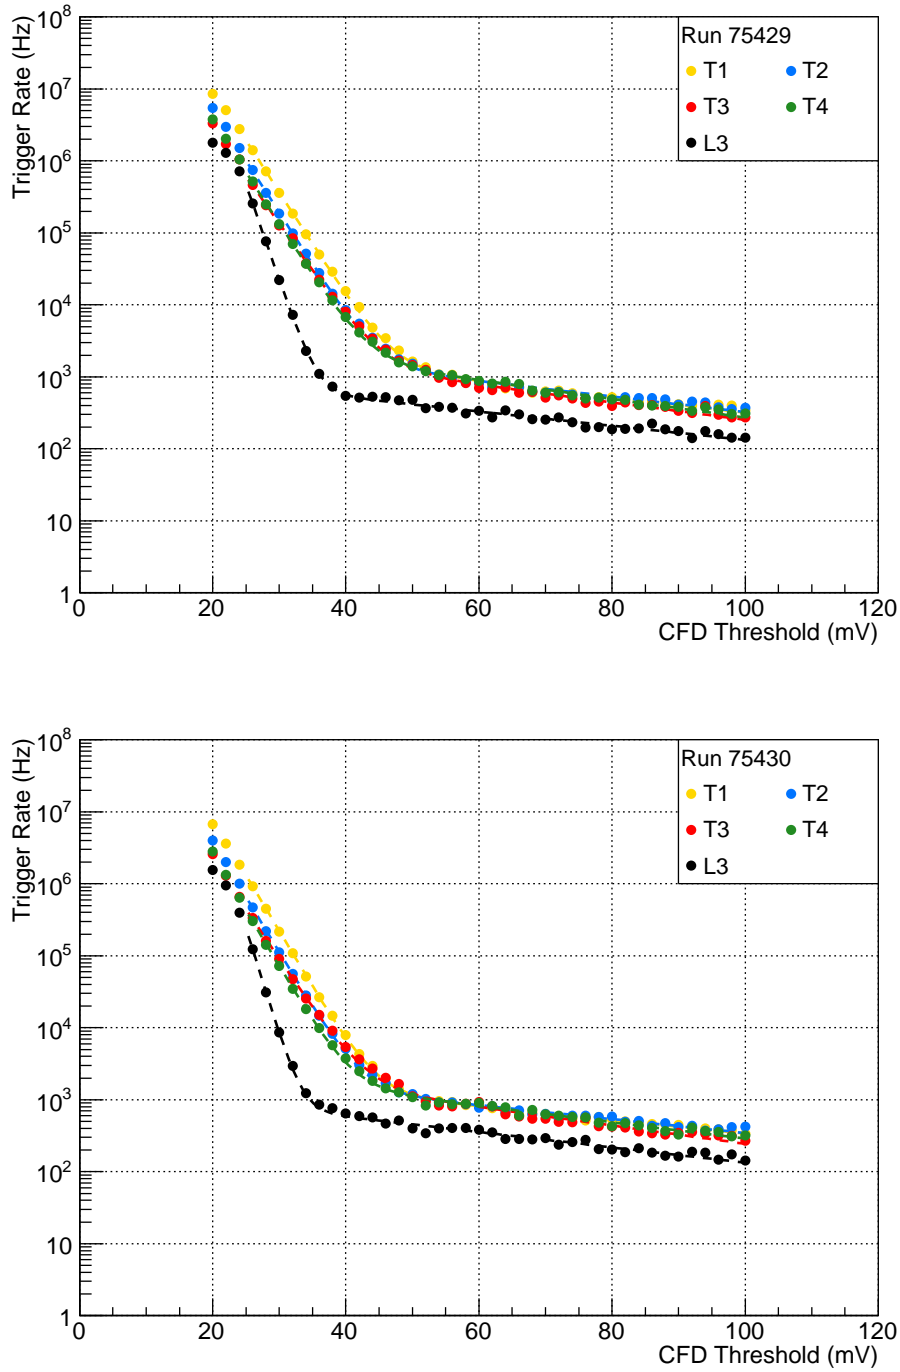 Trigger Rate (Hz)
10^8
10^7
10^6
10^5
10^4
10^3
10^2
10
1
Run 75429
T1 T2
T3 T4
L3
0 20 40 60 80 100 120
CFD Threshold (mV)
Trigger Rate (Hz)
10^8
10^7
10^6
10^5
10^4
10^3
10^2
10
1
Run 75430
T1 T2
T3 T4
L3
0 20 40 60 80 100 120
CFD Threshold (mV)